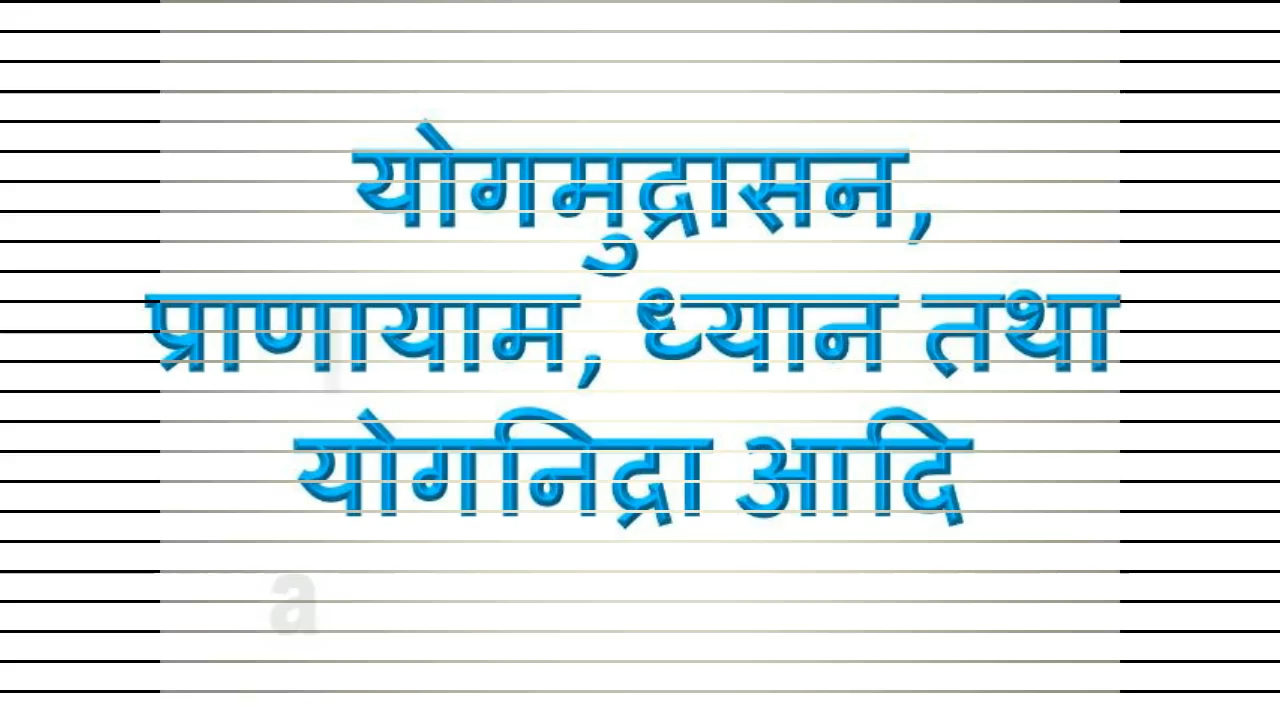 योगमुद्रासन,
प्राणायाम, ध्यान तथा
योगनिद्रा आदि
a